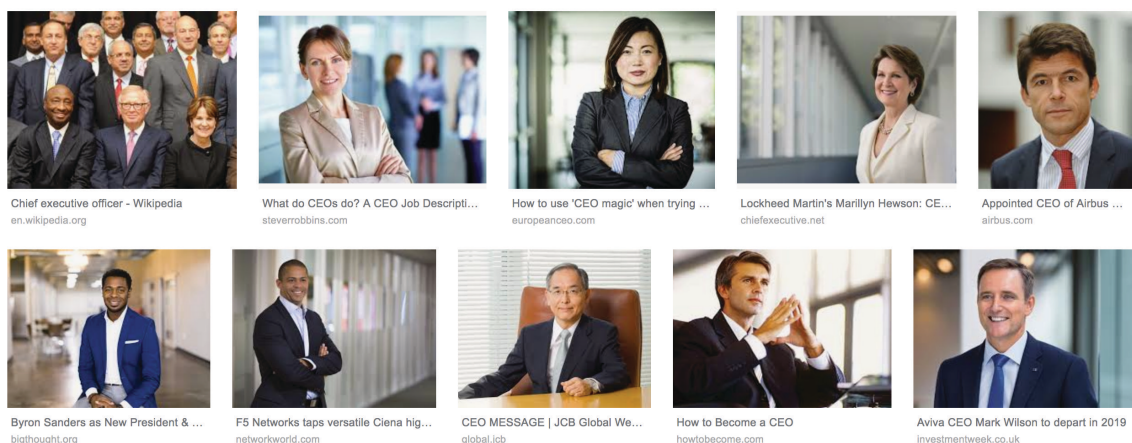 Chief executive officer - Wikipedia
en.wikipedia.org
What do CEOs do? A CEO Job Descripti...
steverrobbins.com
How to use 'CEO magic' when trying ...
europeanceo.com
Lockheed Martin's Marillyn Hewson: CE...
chiefexecutive.net
Appointed CEO of Airbus ...
airbus.com
Byron Sanders as New President & ...
bigthought.org
F5 Networks taps versatile Ciena hig...
networkworld.com
CEO MESSAGE | JCB Global We...
global.jcb
How to Become a CEO
howtobecome.com
Aviva CEO Mark Wilson to depart in 2019
investmentweek.co.uk